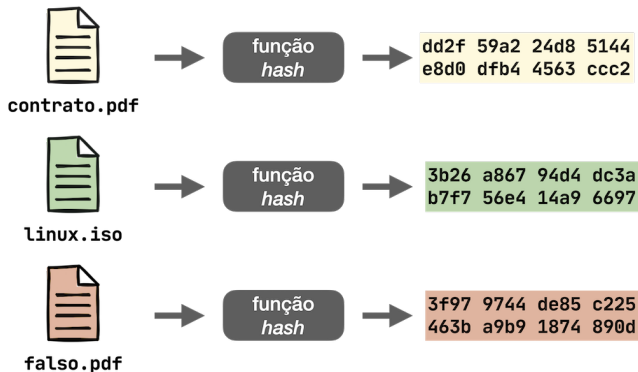 função
hash
dd2f 59a2 24d8 5144
e8d0 dfb4 4563 ccc2
contrato.pdf
função
hash
3b26 a867 94d4 dc3a
b7f7 56e4 14a9 6697
linux.iso
função
hash
3f97 9744 de85 c225
463b a9b9 1874 890d
falso.pdf